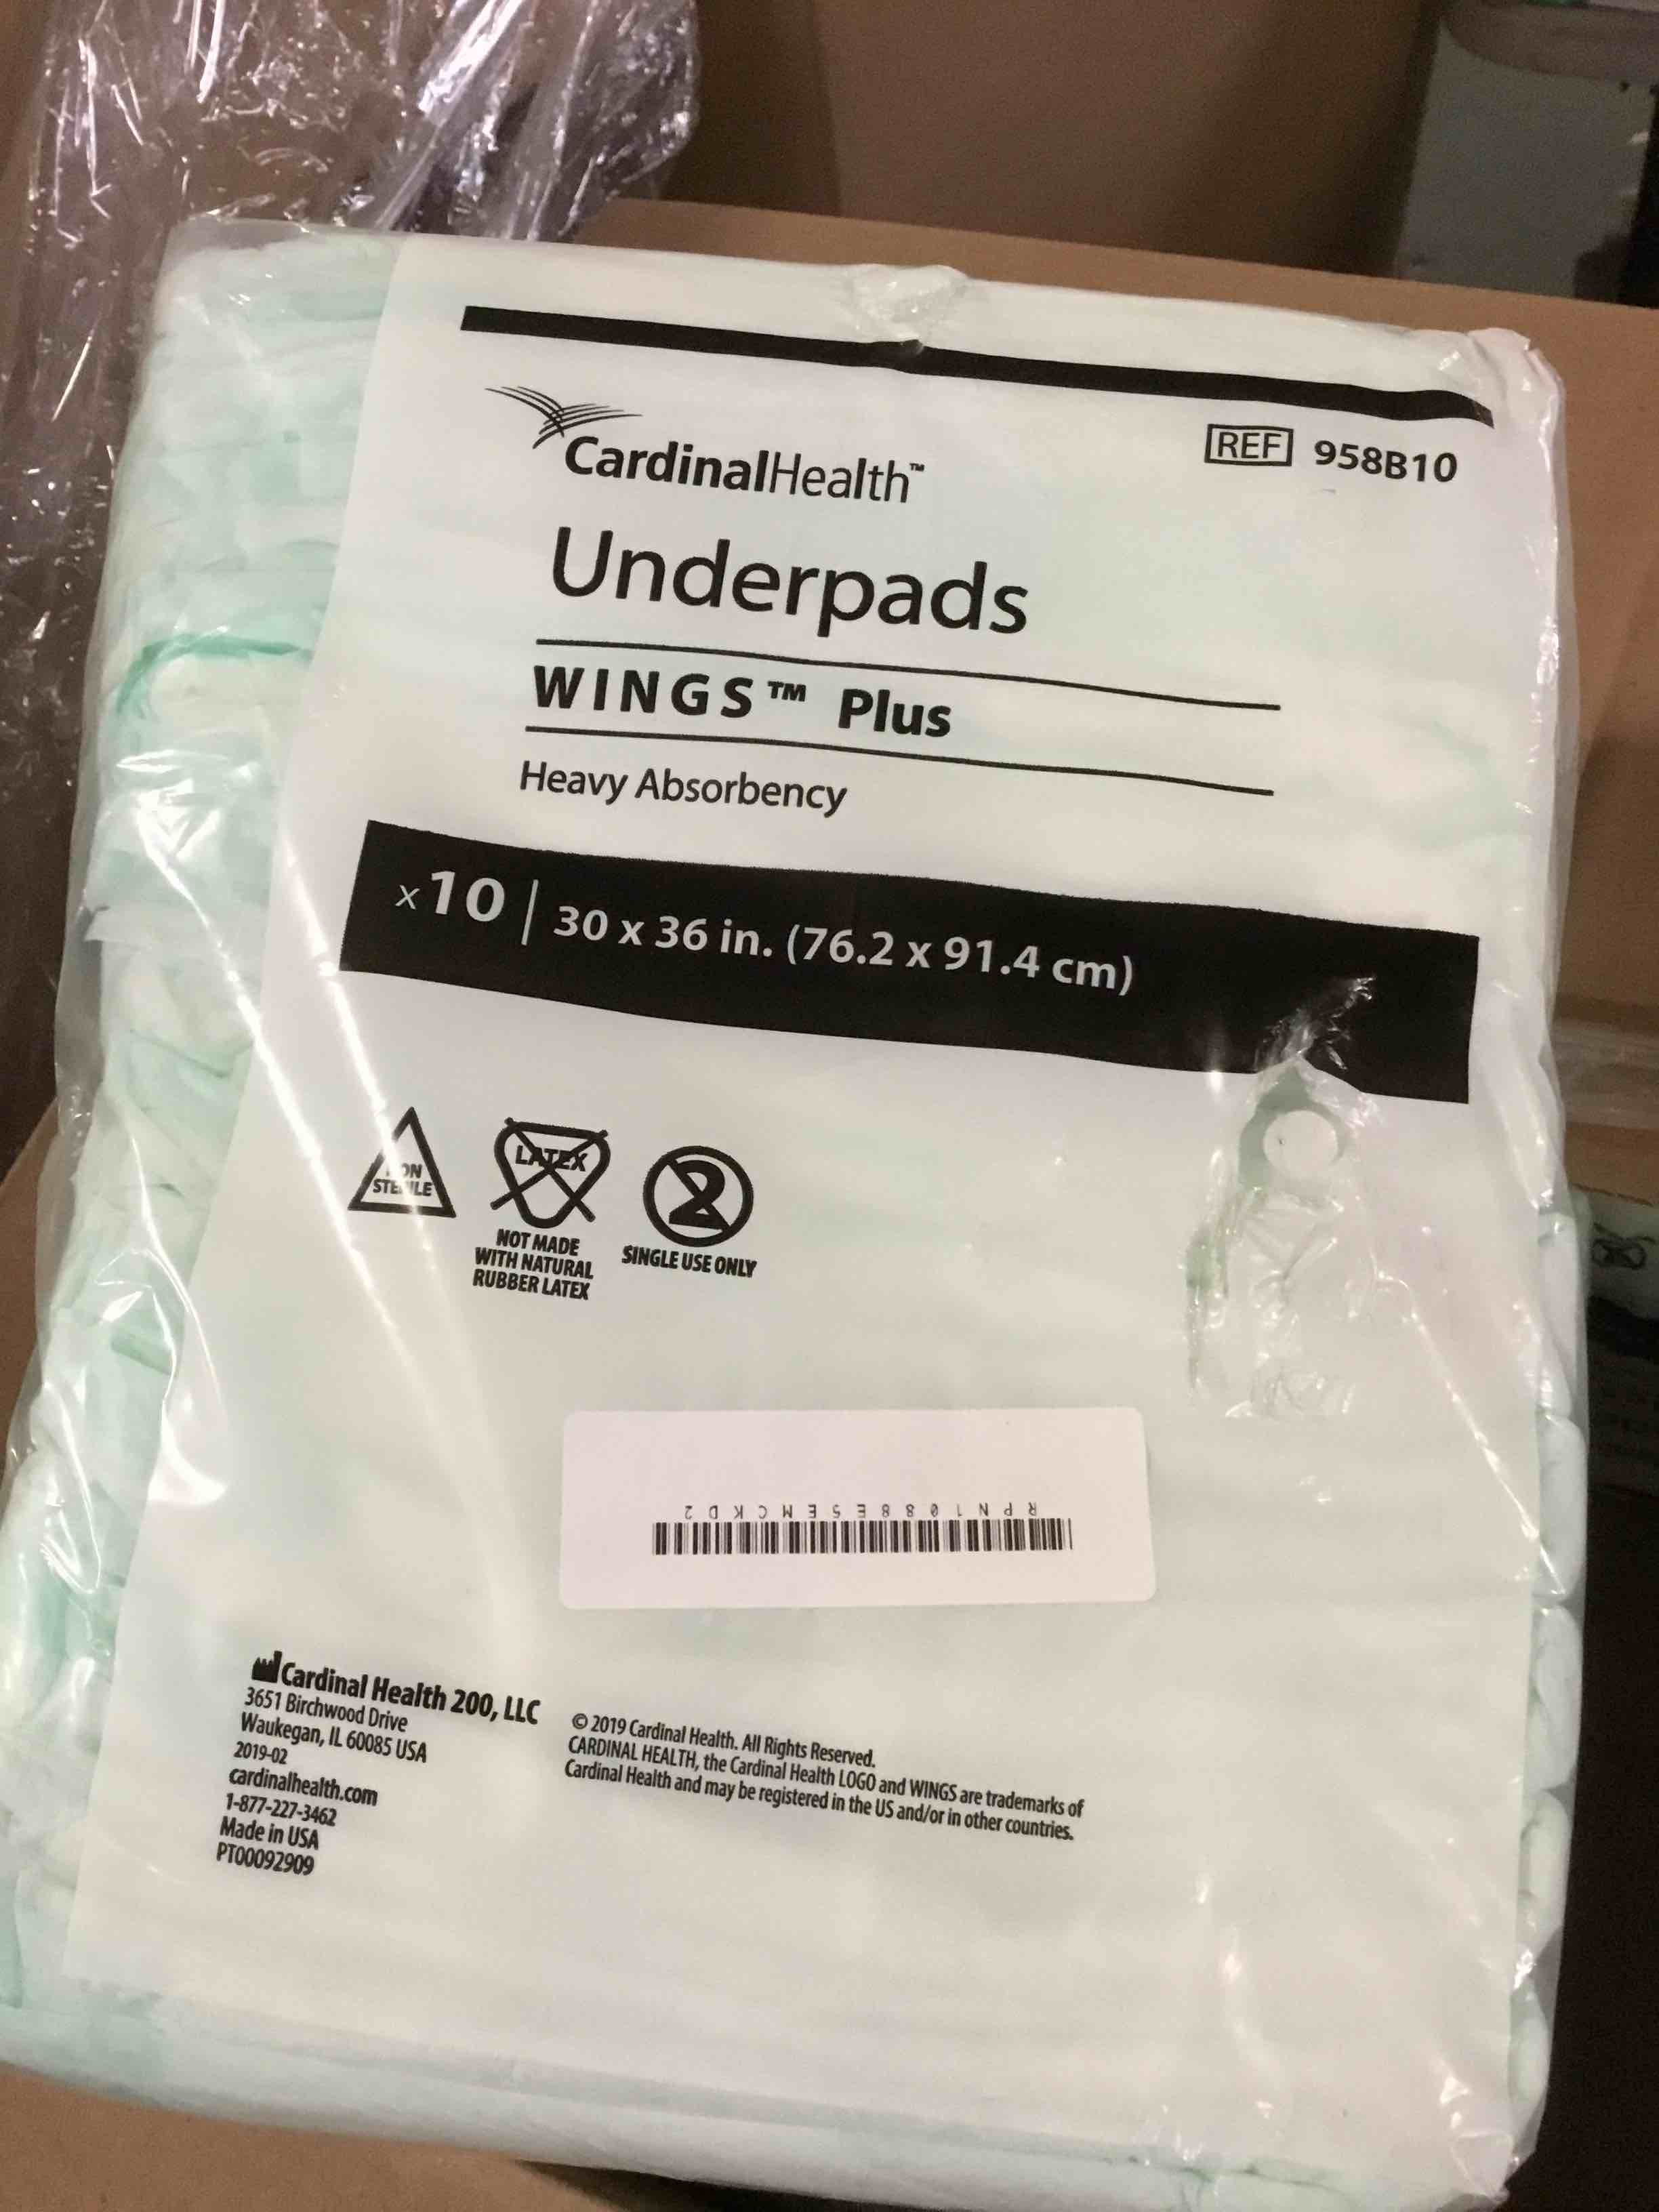 CardinalHealth™
REF 958B10
Underpads
WINGS™ Plus
Heavy Absorbency
x10 | 30 x 36 in. (76.2 x 91.4 cm)
NON
STERILE
LATEX
NOT MADE
WITH NATURAL
RUBBER LATEX
2
SINGLE USE ONLY
RPN1088E5EMCKD2
Cardinal Health 200, LLC
3651 Birchwood Drive
Waukegan, IL 60085 USA
2019-02
cardinalhealth.com
1-877-227-3462
Made in USA
PT00092909
© 2019 Cardinal Health. All Rights Reserved.
CARDINAL HEALTH, the Cardinal Health LOGO and WINGS are trademarks of
Cardinal Health and may be registered in the US and/or in other countries.